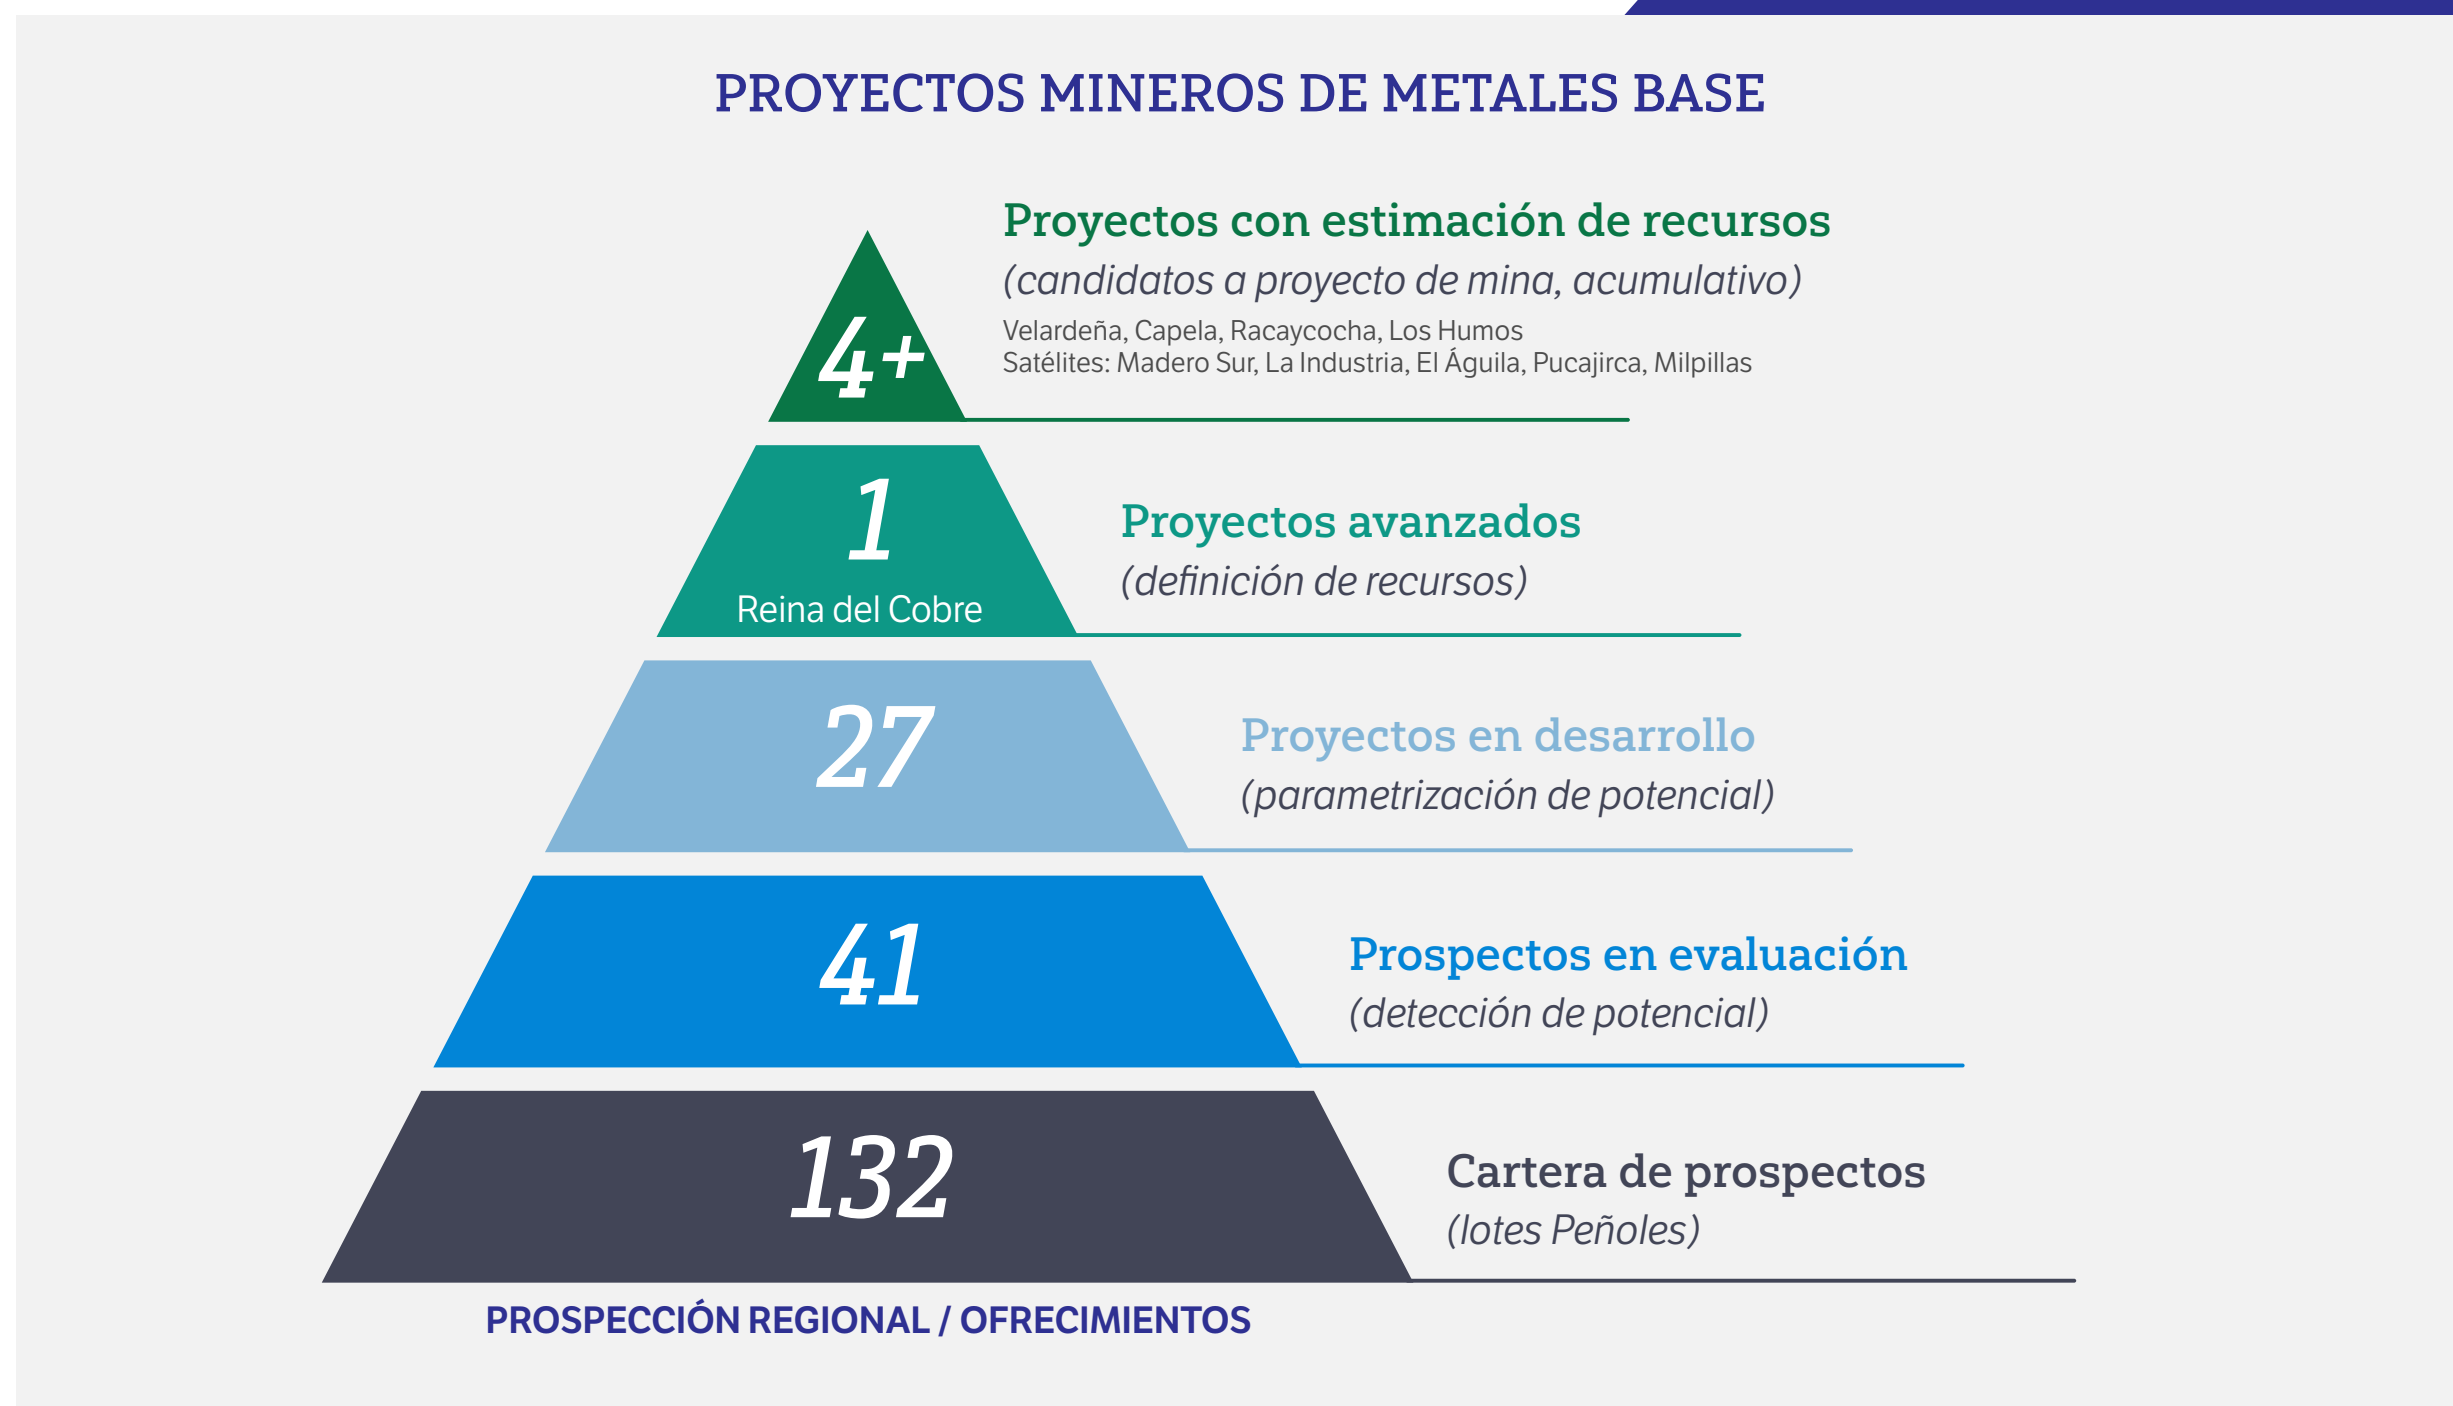 PROYECTOS MINEROS DE METALES BASE
Proyectos con estimación de recursos
(candidatos a proyecto de mina, acumulativo)
Velardeña, Capela, Racaycocha, Los Humos
Satélites: Madero Sur, La Industria, El Águila, Pucajirca, Milpillas
4+
1
Reina del Cobre
Proyectos avanzados
(definición de recursos)
27
Proyectos en desarrollo
(parametrización de potencial)
41
Prospectos en evaluación
(detección de potencial)
132
Cartera de prospectos
(lotes Peñoles)
PROSPECCIÓN REGIONAL / OFRECIMIENTOS